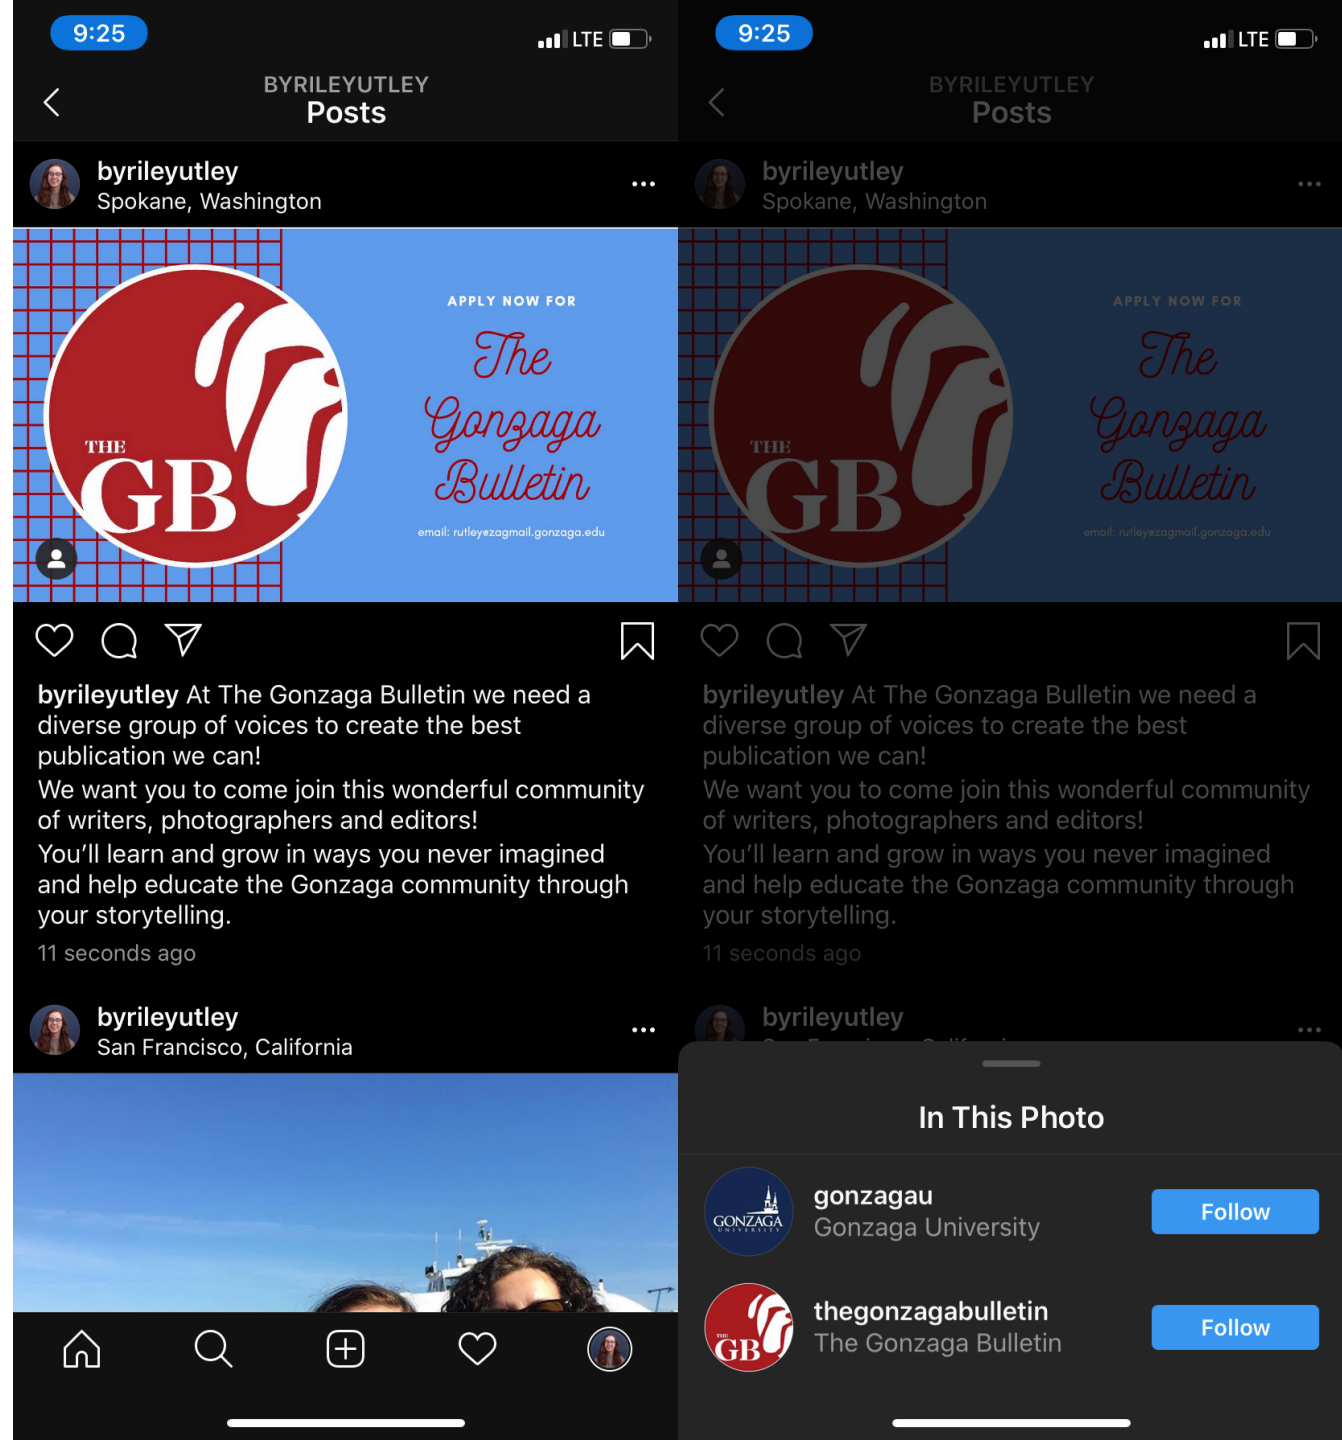 9:25
LTE
BYRILEYUTLEY
Posts
byrileyutley
Spokane, Washington
THE
GB
APPLY NOW FOR
The
Gonzaga
Bulletin
email: rutley@zagmail.gonzaga.edu
byrileyutley At The Gonzaga Bulletin we need a
diverse group of voices to create the best
publication we can!
We want you to come join this wonderful community
of writers, photographers and editors!
You'll learn and grow in ways you never imagined
and help educate the Gonzaga community through
your storytelling.
11 seconds ago
byrileyutley
San Francisco, California
9:25
LTE
BYRILEYUTLEY
Posts
byrileyutley
Spokane, Washington
THE
GB
APPLY NOW FOR
The
Gonzaga
Bulletin
email: rutley@zagmail.gonzaga.edu
byrileyutley At The Gonzaga Bulletin we need a
diverse group of voices to create the best
publication we can!
We want you to come join this wonderful community
of writers, photographers and editors!
You'll learn and grow in ways you never imagined
and help educate the Gonzaga community through
your storytelling.
11 seconds ago
byrileyutley
In This Photo
GONZAGA
UNIVERSITY
gonzagau
Gonzaga University
Follow
THE
GB
thegonzagabulletin
The Gonzaga Bulletin
Follow